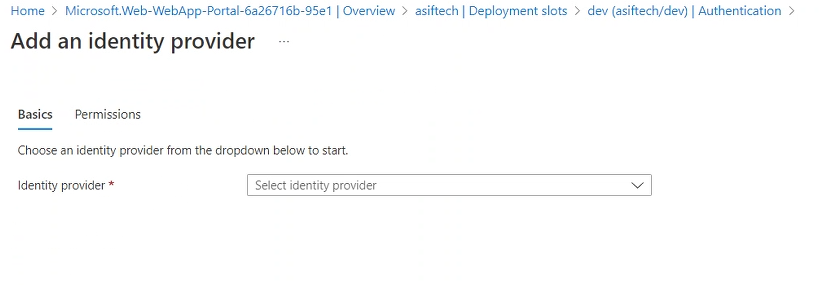 Home > Microsoft.Web-WebApp-Portal-6a26716b-95e1 | Overview > asiftech | Deployment slots > dev (asiftech/dev) | Authentication >
Add an identity provider ...
Basics Permissions
Choose an identity provider from the dropdown below to start.
Identity provider * Select identity provider